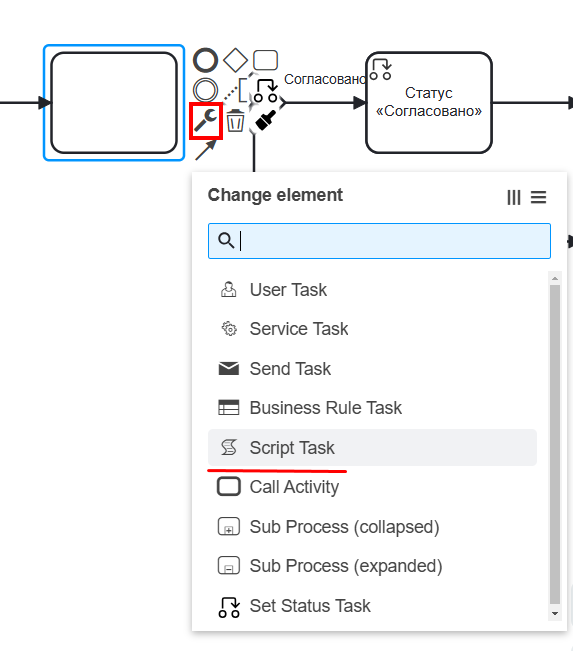 Согласовано
Статус
«Согласовано»
Change element
User Task
Service Task
Send Task
Business Rule Task
Script Task
Call Activity
Sub Process (collapsed)
Sub Process (expanded)
Set Status Task